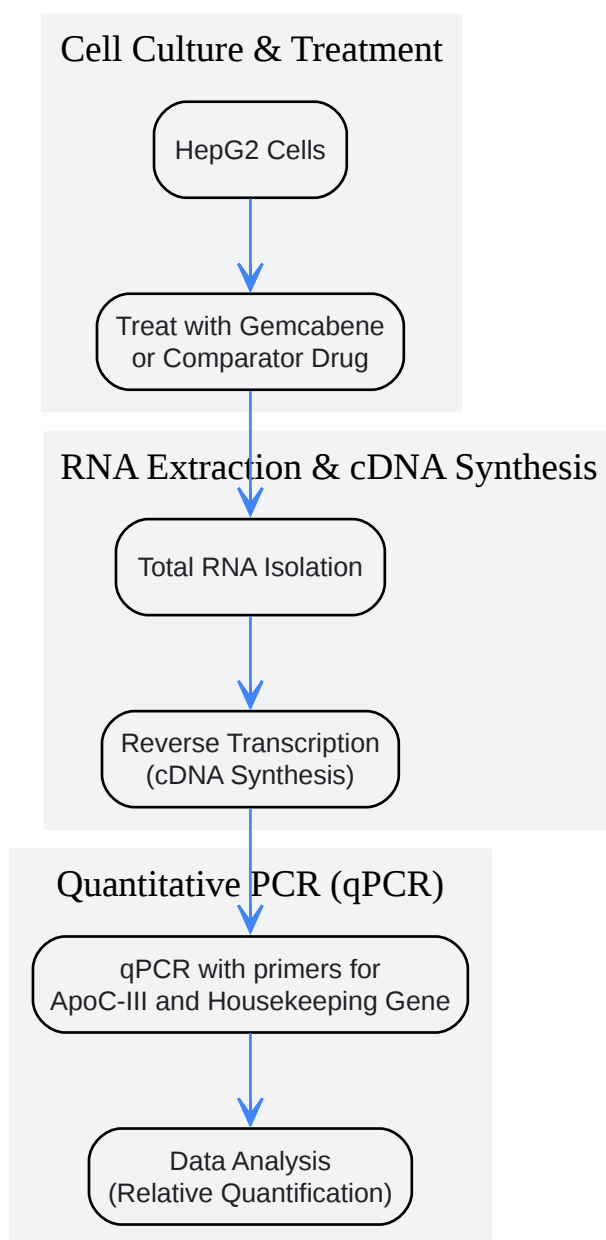 Cell Culture & Treatment
HepG2 Cells
Treat with Gemcabene
or Comparator Drug
RNA Extraction & cDNA Synthesis
Total RNA Isolation
Reverse Transcription
(cDNA Synthesis)
Quantitative PCR (qPCR)
qPCR with primers for
ApoC-III and Housekeeping Gene
Data Analysis
(Relative Quantification)